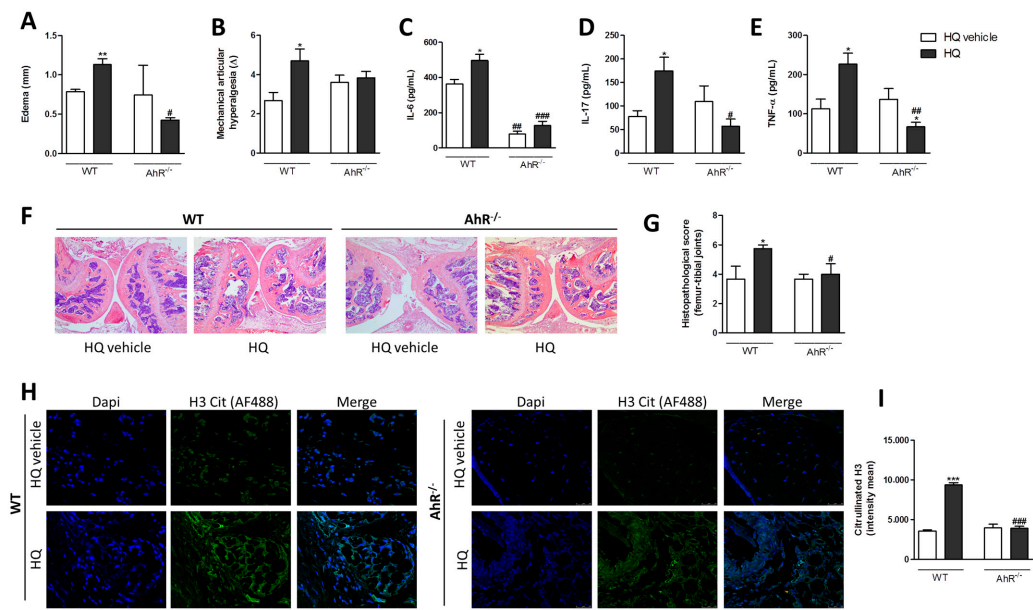 A
Edema (mm)
1.5
1.0
0.5
0.0
**
#
WT
AhR-/-
B
Mechanical articular
hyperalgesia (Δ)
6
4
2
0
*
WT
AhR-/-
C
IL-6 (pg/mL)
600
400
200
0
*
##
###
WT
AhR-/-
D
IL-17 (pg/mL)
250
200
150
100
50
0
*
#
WT
AhR-/-
E
TNF-α (pg/mL)
300
200
100
0
*
##
*
WT
AhR-/-
HQ vehicle
HQ
F
WT
AhR-/-
HQ vehicle
HQ
HQ vehicle
HQ
G
Histopathological score
(femur-tibial joints)
8
6
4
2
0
*
#
WT
AhR-/-
H
Dapi
H3 Cit (AF488)
Merge
WT
HQ vehicle
HQ
Dapi
H3 Cit (AF488)
Merge
AhR-/-
HQ vehicle
HQ
I
Citrullinated H3
(intensity mean)
15.000
10.000
5.000
0
***
###
WT
AhR-/-